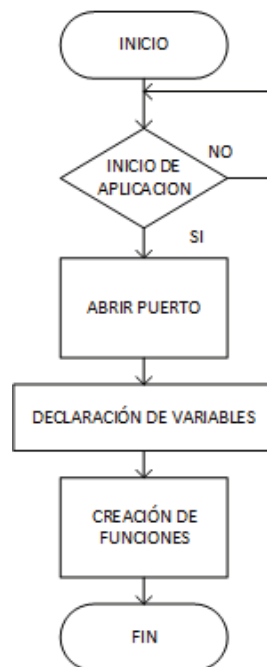 INICIO
INICIO DE
APLICACION
NO
SI
ABRIR PUERTO
DECLARACIÓN DE VARIABLES
CREACIÓN DE
FUNCIONES
FIN